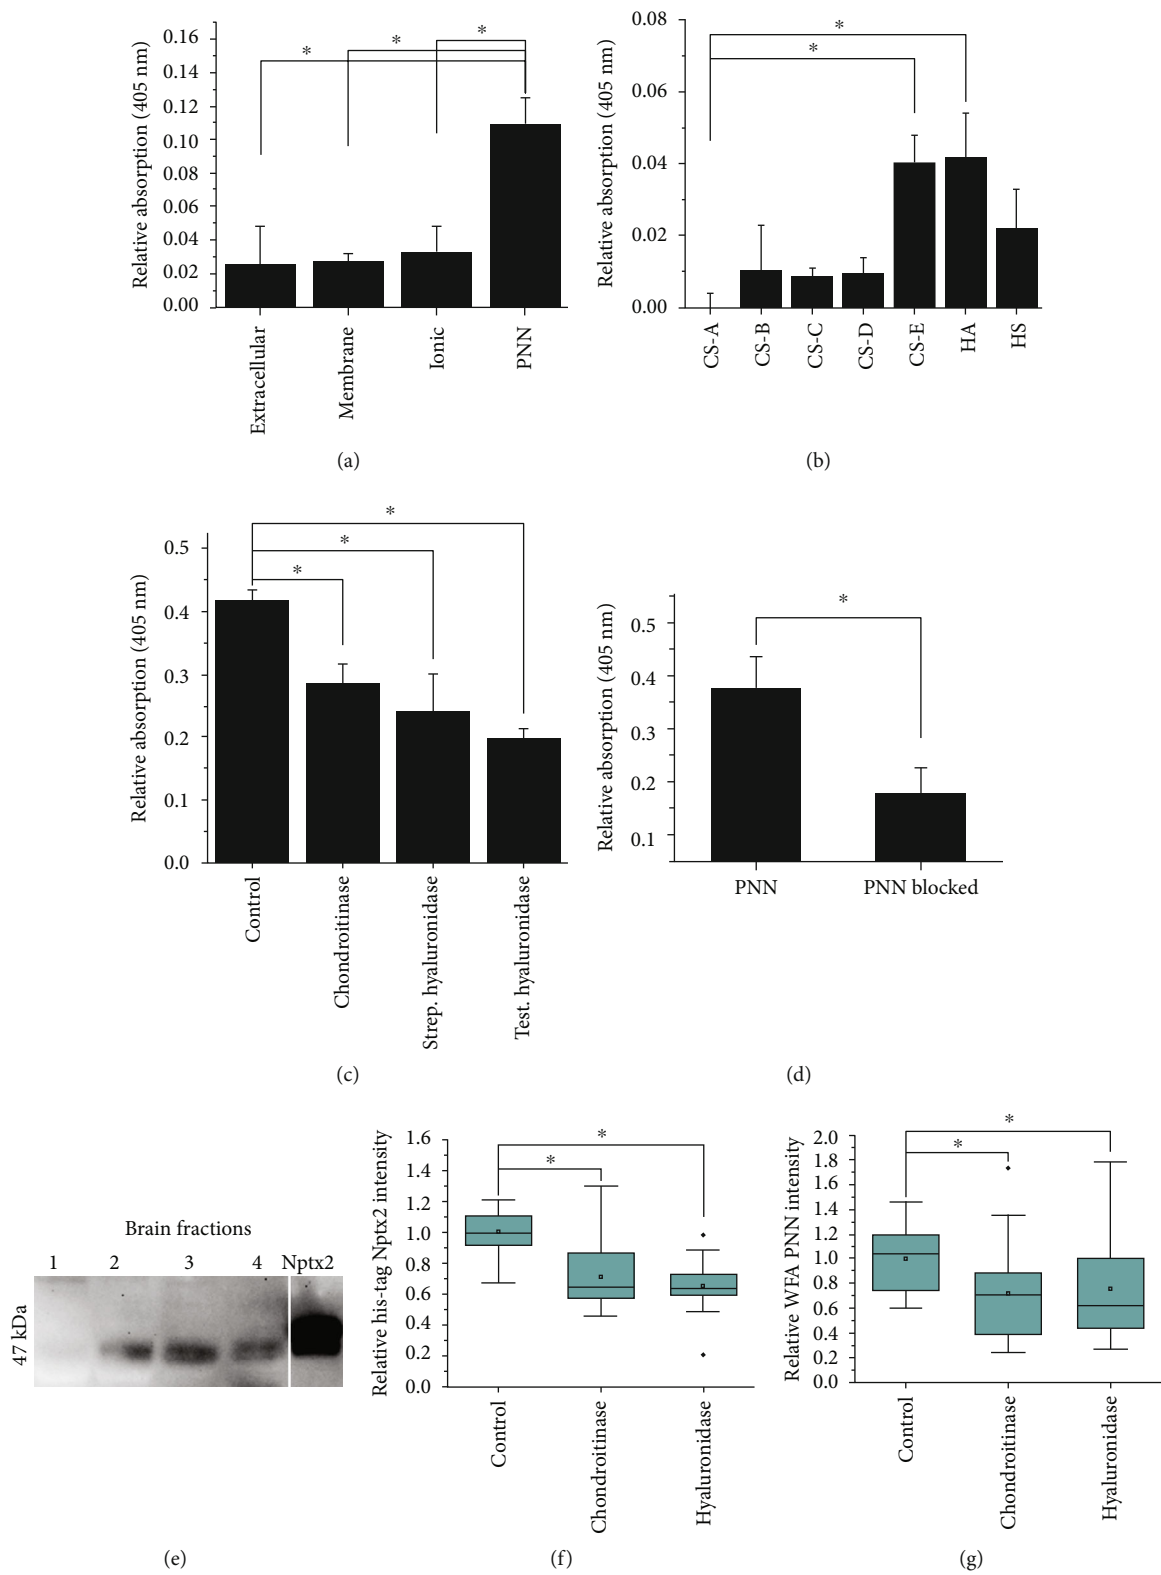 Relative absorption (405 nm)
0.16
0.14
0.12
0.10
0.08
0.06
0.04
0.02
0.00
*
*
*
Extracellular
Membrane
Ionic
PNN
(a)
Relative absorption (405 nm)
0.08
0.06
0.04
0.02
0.00
*
*
CS-A
CS-B
CS-C
CS-D
CS-E
HA
HS
(b)
Relative absorption (405 nm)
0.5
0.4
0.3
0.2
0.1
0.0
*
*
*
Control
Chondroitinase
Strep. hyaluronidase
Test. hyaluronidase
(c)
Relative absorption (405 nm)
0.5
0.4
0.3
0.2
0.1
*
PNN
PNN blocked
(d)
Brain fractions
1 2 3 4 Nptx2
47 kDa
(e)
Relative his-tag Nptx2 intensity
1.6
1.4
1.2
1.0
0.8
0.6
0.4
0.2
0.0
*
*
Control
Chondroitinase
Hyaluronidase
(f)
Relative WFA PNN intensity
2.0
1.8
1.6
1.4
1.2
1.0
0.8
0.6
0.4
0.2
0.0
*
*
Control
Chondroitinase
Hyaluronidase
(g)